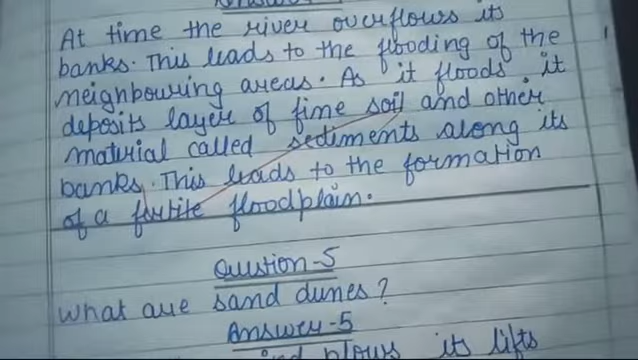 At time the river overflows its
banks. This leads to the flooding of the
neighbouring areas. As it floods, it
deposits layer of fine soil and other
material called sediments along its
banks. This leads to the formation
of a fertile floodplain.
Question-5
What are sand dunes?
Answer-5
blows its lifts